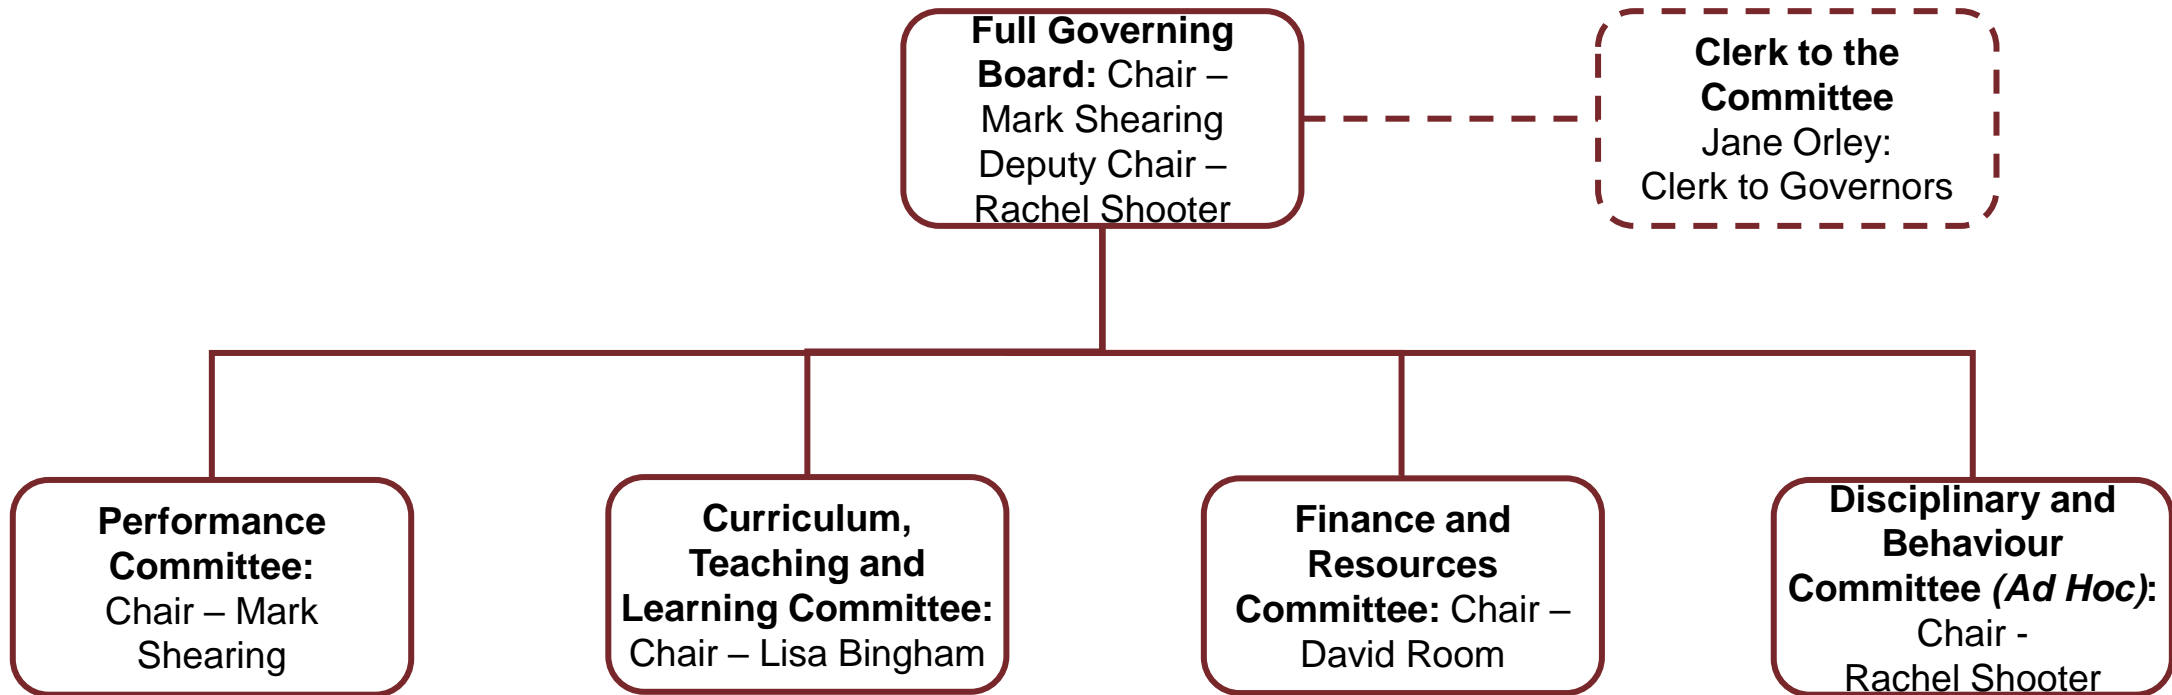 Full Governing
Board: Chair –
Mark Shearing
Deputy Chair –
Rachel Shooter
Clerk to the
Committee
Jane Orley:
Clerk to Governors
Performance
Committee:
Chair – Mark
Shearing
Curriculum,
Teaching and
Learning Committee:
Chair – Lisa Bingham
Finance and
Resources
Committee: Chair –
David Room
Disciplinary and
Behaviour
Committee (Ad Hoc):
Chair -
Rachel Shooter